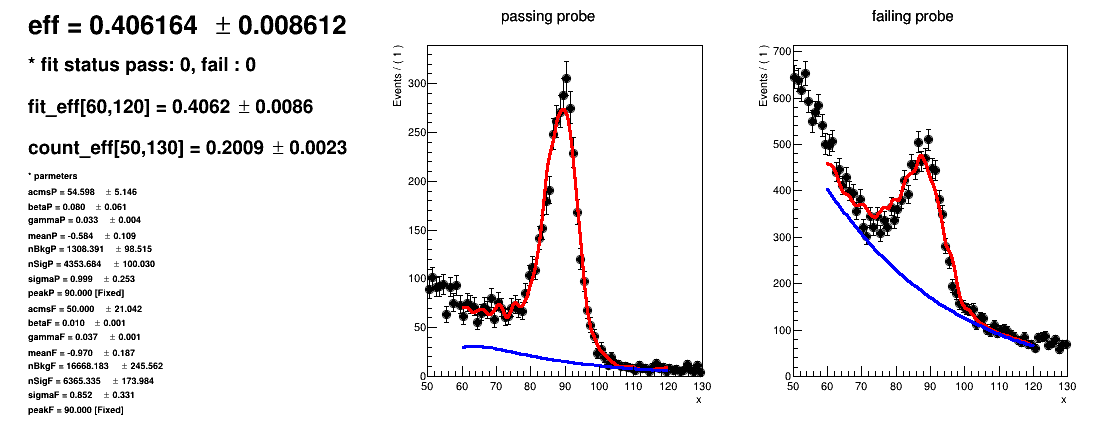 eff = 0.406164 ± 0.008612
* fit status pass: 0, fail : 0
fit_eff[60,120] = 0.4062 ± 0.0086
count_eff[50,130] = 0.2009 ± 0.0023
* parmeters
acmsP = 54.598 ± 5.146
betaP = 0.080 ± 0.061
gammaP = 0.033 ± 0.004
meanP = -0.584 ± 0.109
nBkgP = 1308.391 ± 98.515
nSigP = 4353.684 ± 100.030
sigmaP = 0.999 ± 0.253
peakP = 90.000 [Fixed]
acmsF = 50.000 ± 21.042
betaF = 0.010 ± 0.001
gammaF = 0.037 ± 0.001
meanF = -0.970 ± 0.187
nBkgF = 16668.183 ± 245.562
nSigF = 6365.335 ± 173.984
sigmaF = 0.852 ± 0.331
peakF = 90.000 [Fixed]
passing probe
Events / ( 1 )
300
250
200
150
100
50
0
50 60 70 80 90 100 110 120 130
x
failing probe
Events / ( 1 )
700
600
500
400
300
200
100
0
50 60 70 80 90 100 110 120 130
x